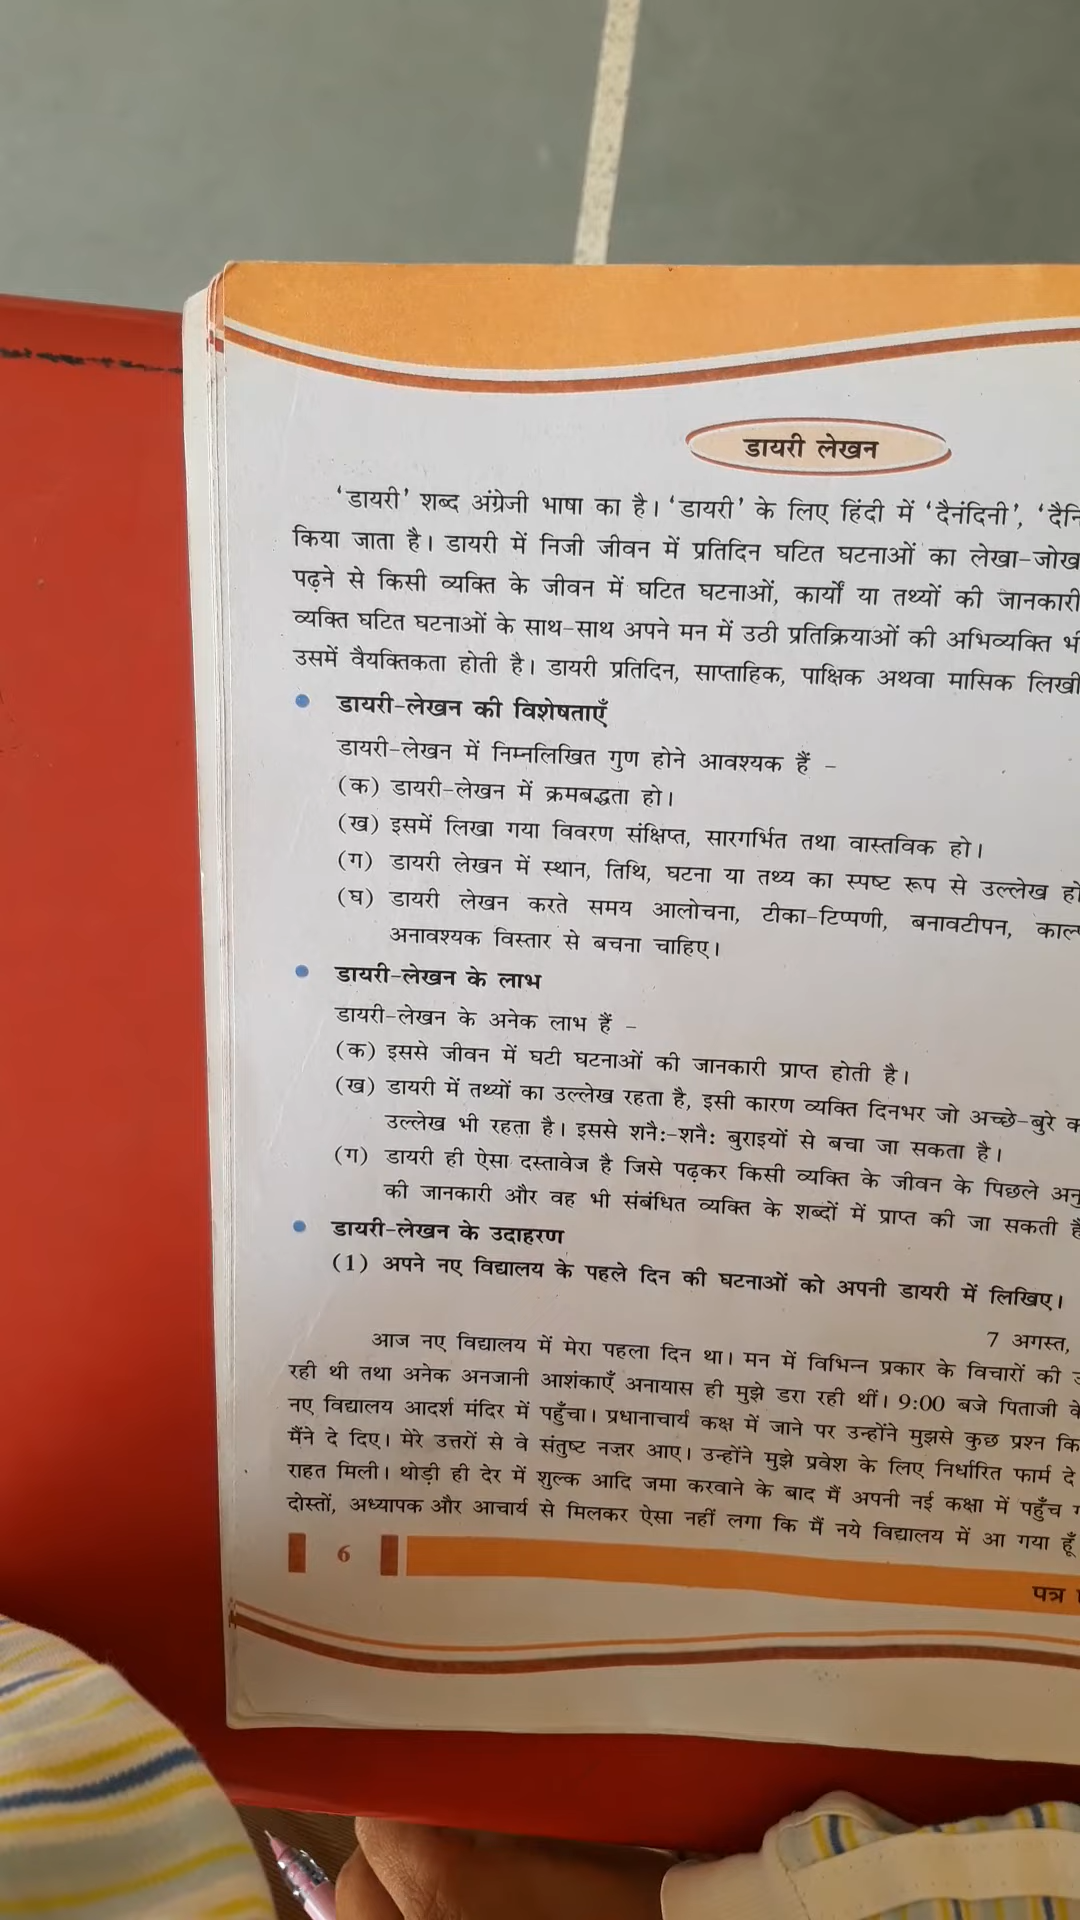 डायरी लेखन
‘डायरी’ शब्द अंग्रेजी भाषा का है। ‘डायरी’ के लिए हिंदी में ‘दैनंदिनी’,
किया जाता है। डायरी में निजी जीवन में प्रतिदिन घटित घटनाओं का
पढ़ने से किसी व्यक्ति के जीवन में घटित घटनाओं, कार्यों या तथ्यों की जानकारी
व्यक्ति घटित घटनाओं के साथ-साथ अपने मन में उठी प्रतिक्रियाओं की अभिव्यक्ति
उसमें वैयक्तिकता होती है। डायरी प्रतिदिन, साप्ताहिक, पाक्षिक अथवा मासिक लिखी
• डायरी-लेखन की विशेषताएँ
डायरी-लेखन में निम्नलिखित गुण होने आवश्यक हैं –
(क) डायरी-लेखन में क्रमबद्धता हो।
(ख) इसमें लिखा गया विवरण संक्षिप्त, सारगर्भित तथा वास्तविक हो।
(ग) डायरी लेखन में स्थान, तिथि, घटना या तथ्य का स्पष्ट रूप से उल्लेख हो
(घ) डायरी लेखन करते समय आलोचना, टीका-टिप्पणी, बनावटीपन,
अनावश्यक विस्तार से बचना चाहिए।
• डायरी-लेखन के लाभ
डायरी-लेखन के अनेक लाभ हैं –
(क) इससे जीवन में घटी घटनाओं की जानकारी प्राप्त होती है।
(ख) डायरी में तथ्यों का उल्लेख रहता है, इसी कारण व्यक्ति दिनभर जो अच्छे-बुरे
उल्लेख भी रहता है। इससे शनैः-शनैः बुराइयों से बचा जा सकता है।
(ग) डायरी ही ऐसा दस्तावेज है जिसे पढ़कर किसी व्यक्ति के जीवन के पिछले
की जानकारी और वह भी संबंधित व्यक्ति के शब्दों में प्राप्त की जा सकती है
• डायरी-लेखन के उदाहरण
(1) अपने नए विद्यालय के पहले दिन की घटनाओं को अपनी डायरी में लिखिए।
7 अगस्त,
आज नए विद्यालय में मेरा पहला दिन था। मन में विभिन्न प्रकार के विचारों की
रही थी तथा अनेक अनजानी आशंकाएँ अनायास ही मुझे डरा रही थीं। 9:00 बजे पिताजी
नए विद्यालय आदर्श मंदिर में पहुँचा। प्रधानाचार्य कक्ष में जाने पर उन्होंने मुझसे कुछ प्रश्न
मैंने दे दिए। मेरे उत्तरों से वे संतुष्ट नज़र आए। उन्होंने मुझे प्रवेश के लिए निर्धारित फार्म दे
राहत मिली। थोड़ी ही देर में शुल्क आदि जमा करवाने के बाद मैं अपनी नई कक्षा में पहुँच
दोस्तों, अध्यापक और आचार्य से मिलकर ऐसा नहीं लगा कि मैं नये विद्यालय में आ गया हूँ
6
पत्र